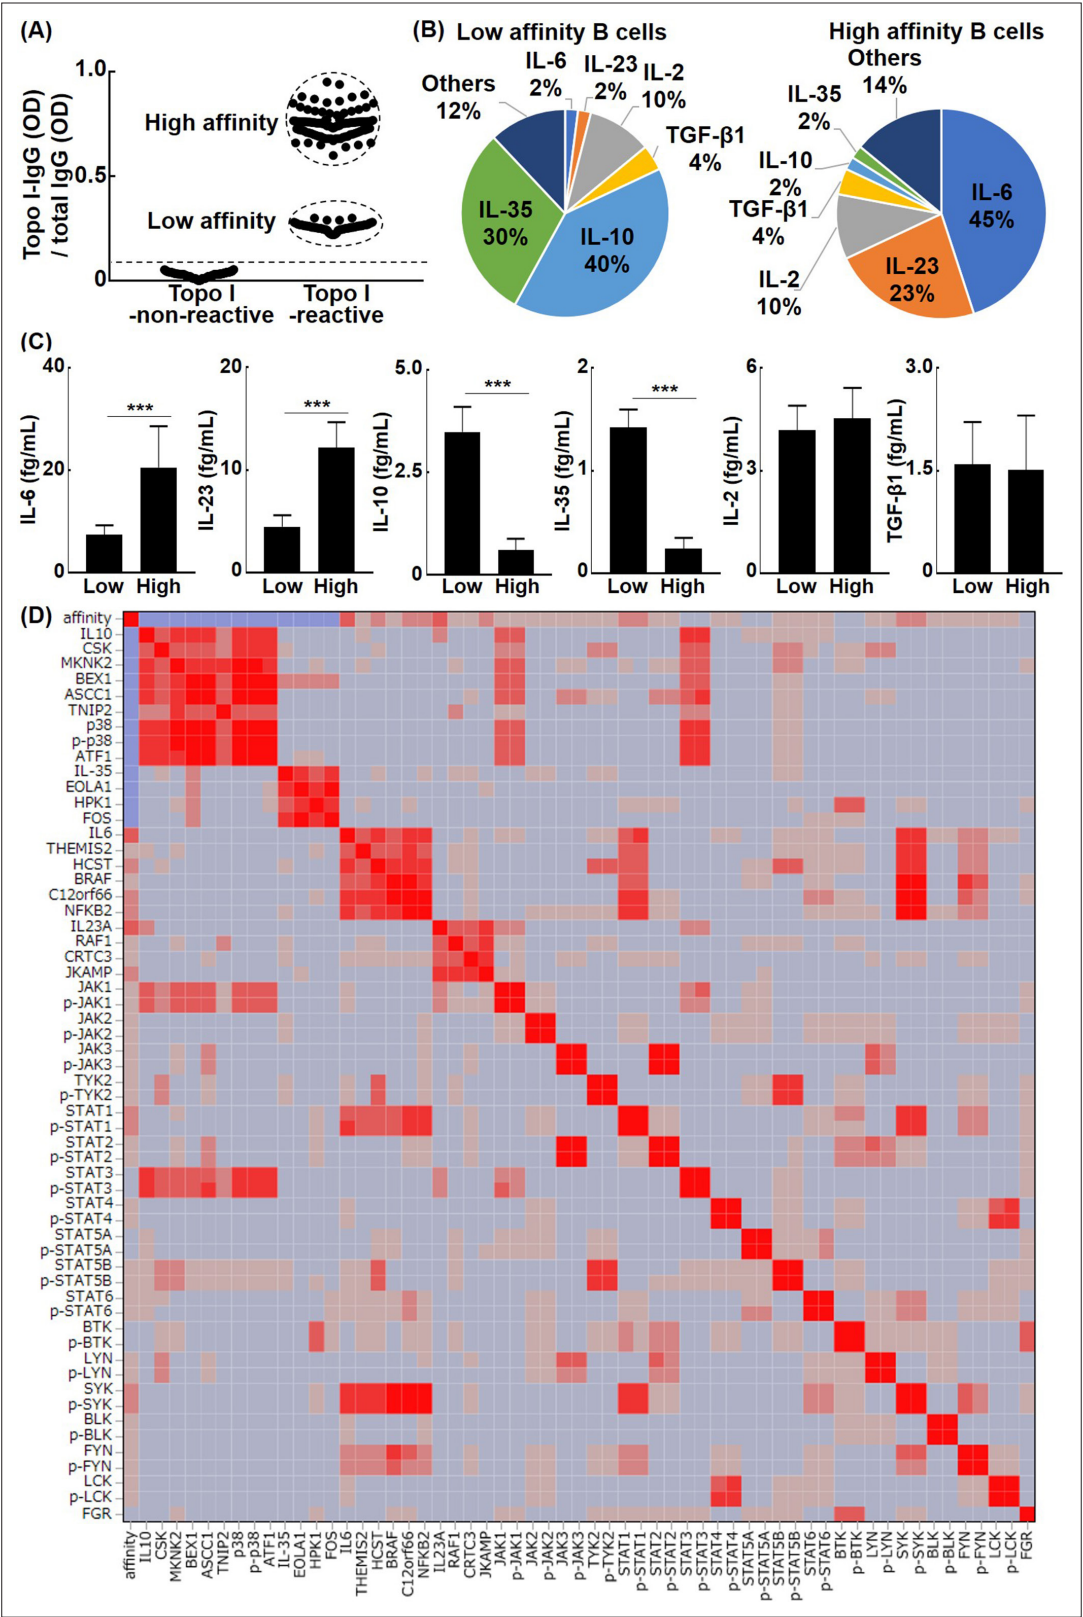 (A)
Topo I-IgG (OD)
/ total IgG (OD)
1.0
0.5
0
High affinity
Low affinity
Topo I
-non-reactive
Topo I
-reactive
(B)
Low affinity B cells
Others
12%
IL-6
2%
IL-23
2%
IL-2
10%
TGF-β1
4%
IL-35
30%
IL-10
40%
High affinity B cells
Others
14%
IL-35
2%
IL-10
2%
TGF-β1
4%
IL-2
10%
IL-23
23%
IL-6
45%
(C)
IL-6 (fg/mL)
40
20
0
***
Low High
IL-23 (fg/mL)
20
10
0
***
Low High
IL-10 (fg/mL)
5.0
2.5
0
***
Low High
IL-35 (fg/mL)
2
1
0
***
Low High
IL-2 (fg/mL)
6
3
0
Low High
TGF-β1 (fg/mL)
3.0
1.5
0
Low High
(D)
affinity
IL10
CSK
MKNK2
BEX1
ASCC1
TNIP2
p38
p-p38
ATF1
IL-35
EOLA1
HPK1
FOS
IL6
THEMIS2
HCST
BRAF
C12orf66
NFKB2
IL23A
RAF1
CRTC3
JKAMP
JAK1
p-JAK1
JAK2
p-JAK2
JAK3
p-JAK3
TYK2
p-TYK2
STAT1
p-STAT1
STAT2
p-STAT2
STAT3
p-STAT3
STAT4
p-STAT4
STAT5A
p-STAT5A
STAT5B
p-STAT5B
STAT6
p-STAT6
BTK
p-BTK
LYN
p-LYN
SYK
p-SYK
BLK
p-BLK
FYN
p-FYN
LCK
p-LCK
FGR
affinity
IL10
CSK
MKNK2
BEX1
ASCC1
TNIP2
p38
p-p38
ATF1
IL-35
EOLA1
HPK1
FOS
IL6
THEMIS2
HCST
BRAF
C12orf66
NFKB2
IL23A
RAF1
CRTC3
JKAMP
JAK1
p-JAK1
JAK2
p-JAK2
JAK3
p-JAK3
TYK2
p-TYK2
STAT1
p-STAT1
STAT2
p-STAT2
STAT3
p-STAT3
STAT4
p-STAT4
STAT5A
p-STAT5A
STAT5B
p-STAT5B
STAT6
p-STAT6
BTK
p-BTK
LYN
p-LYN
SYK
p-SYK
BLK
p-BLK
FYN
p-FYN
LCK
p-LCK
FGR